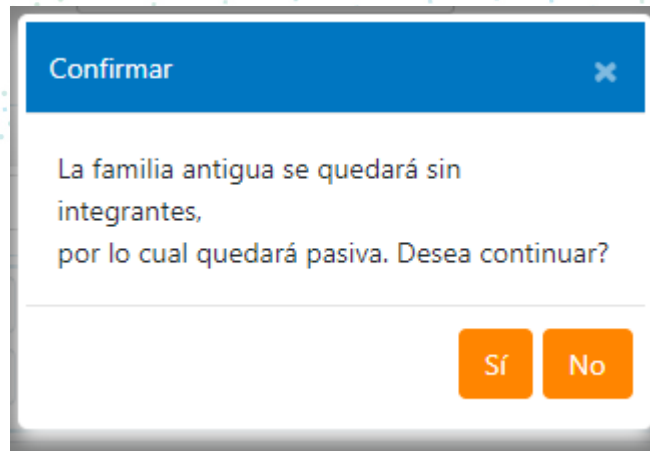 Confirmar
La familia antigua se quedará sin
integrantes,
por lo cual quedará pasiva. Desea continuar?
Sí No